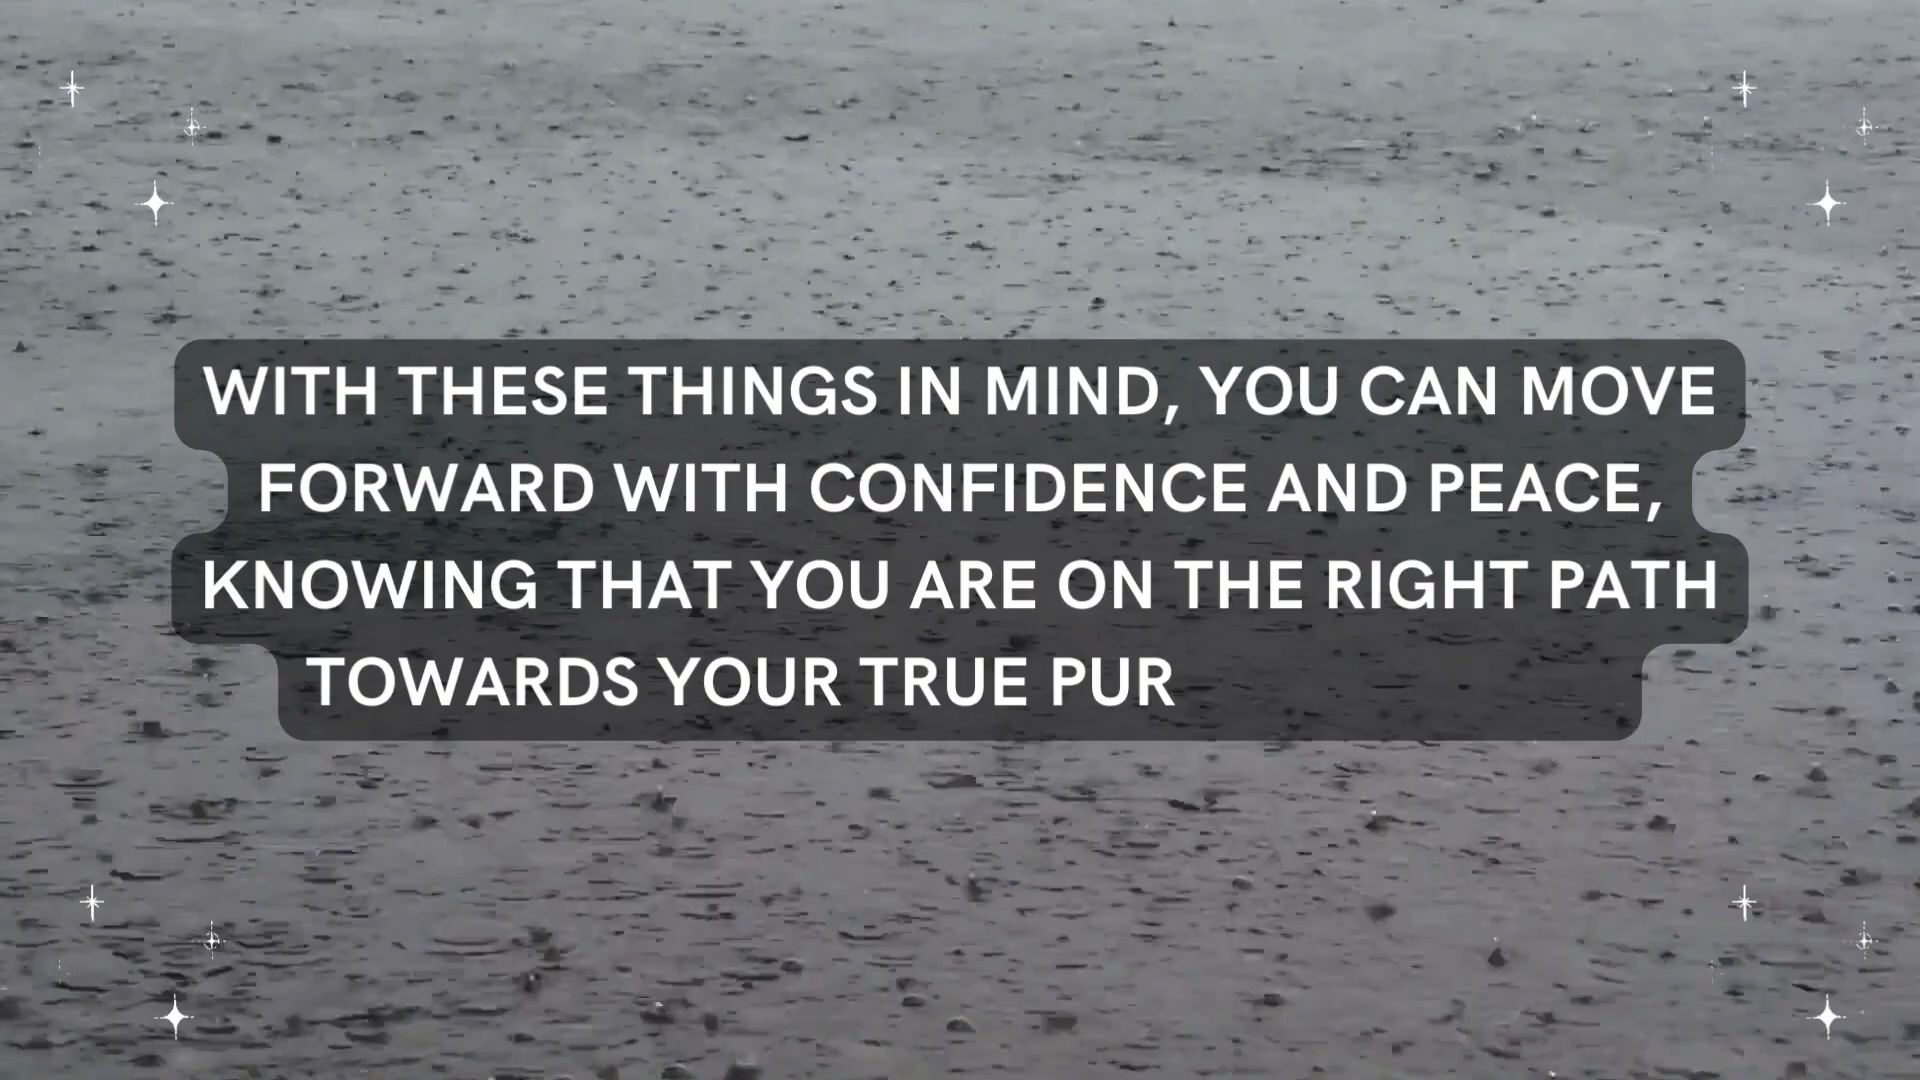 WITH THESE THINGS IN MIND, YOU CAN MOVE
FORWARD WITH CONFIDENCE AND PEACE,
KNOWING THAT YOU ARE ON THE RIGHT PATH
TOWARDS YOUR TRUE PUR